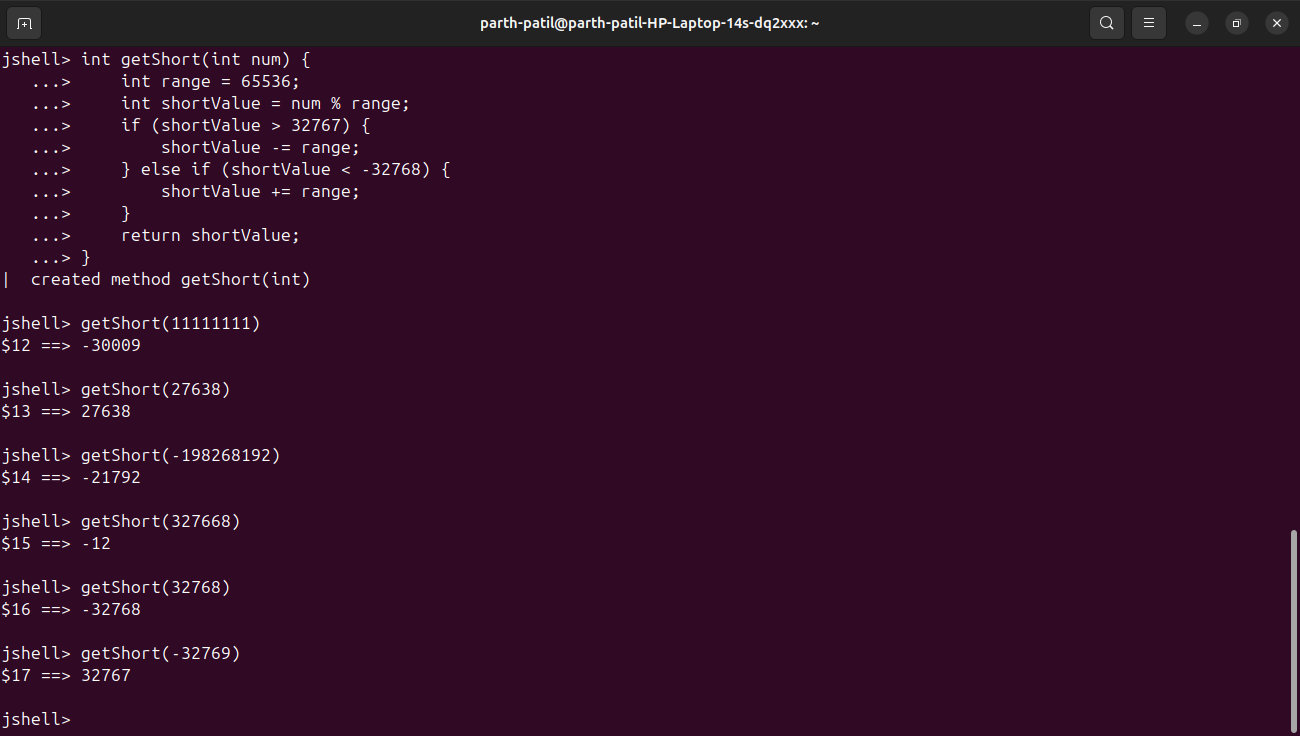 parth-patil@parth-patil-HP-Laptop-14s-dq2xxx: ~
jshell> int getShort(int num) {
   ...>     int range = 65536;
   ...>     int shortValue = num % range;
   ...>     if (shortValue > 32767) {
   ...>         shortValue -= range;
   ...>     } else if (shortValue < -32768) {
   ...>         shortValue += range;
   ...>     }
   ...>     return shortValue;
   ...> }
|  created method getShort(int)
jshell> getShort(11111111)
$12 ==> -30009
jshell> getShort(27638)
$13 ==> 27638
jshell> getShort(-198268192)
$14 ==> -21792
jshell> getShort(327668)
$15 ==> -12
jshell> getShort(32768)
$16 ==> -32768
jshell> getShort(-32769)
$17 ==> 32767
jshell>